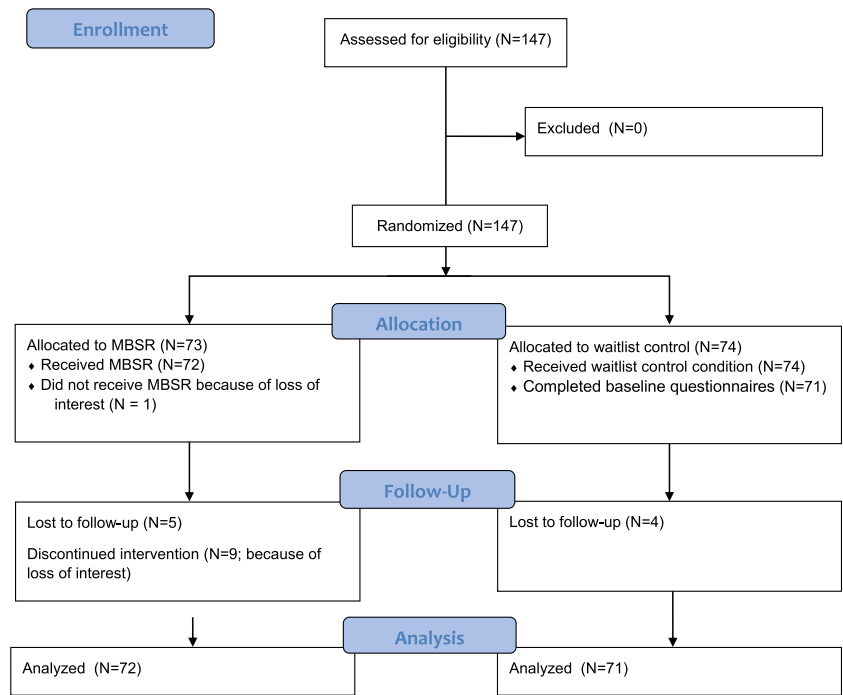 Enrollment
Assessed for eligibility (N=147)
Excluded (N=0)
Randomized (N=147)
Allocation
Allocated to MBSR (N=73)
♦ Received MBSR (N=72)
♦ Did not receive MBSR because of loss of
interest (N = 1)
Allocated to waitlist control (N=74)
♦ Received waitlist control condition (N=74)
♦ Completed baseline questionnaires (N=71)
Follow-Up
Lost to follow-up (N=5)
Discontinued intervention (N=9; because of
loss of interest)
Lost to follow-up (N=4)
Analysis
Analyzed (N=72)
Analyzed (N=71)